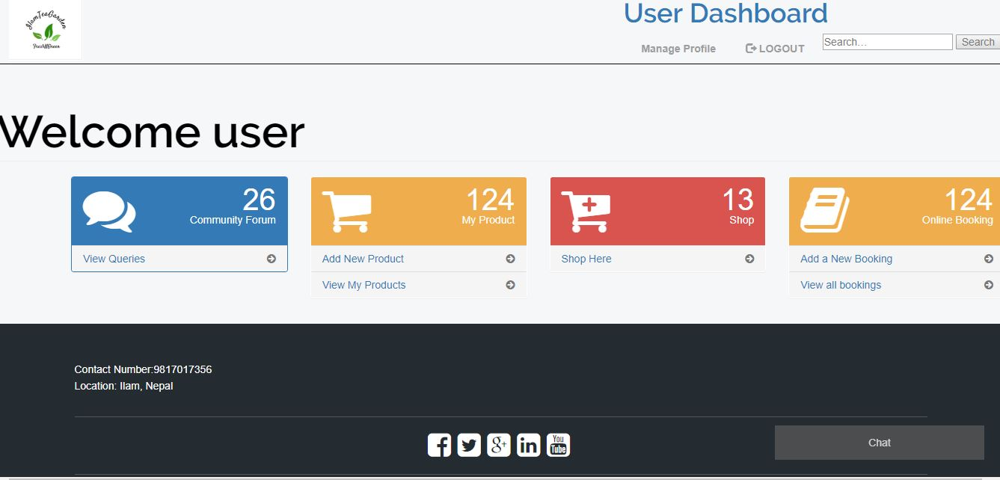 IlamTeaGarden
FreshNGreen
User Dashboard
Manage Profile
LOGOUT
Search...
Search
Welcome user
26
Community Forum
View Queries
124
My Product
Add New Product
View My Products
13
Shop
Shop Here
124
Online Booking
Add a New Booking
View all bookings
Contact Number:9817017356
Location: Ilam, Nepal
You
Tube
Chat